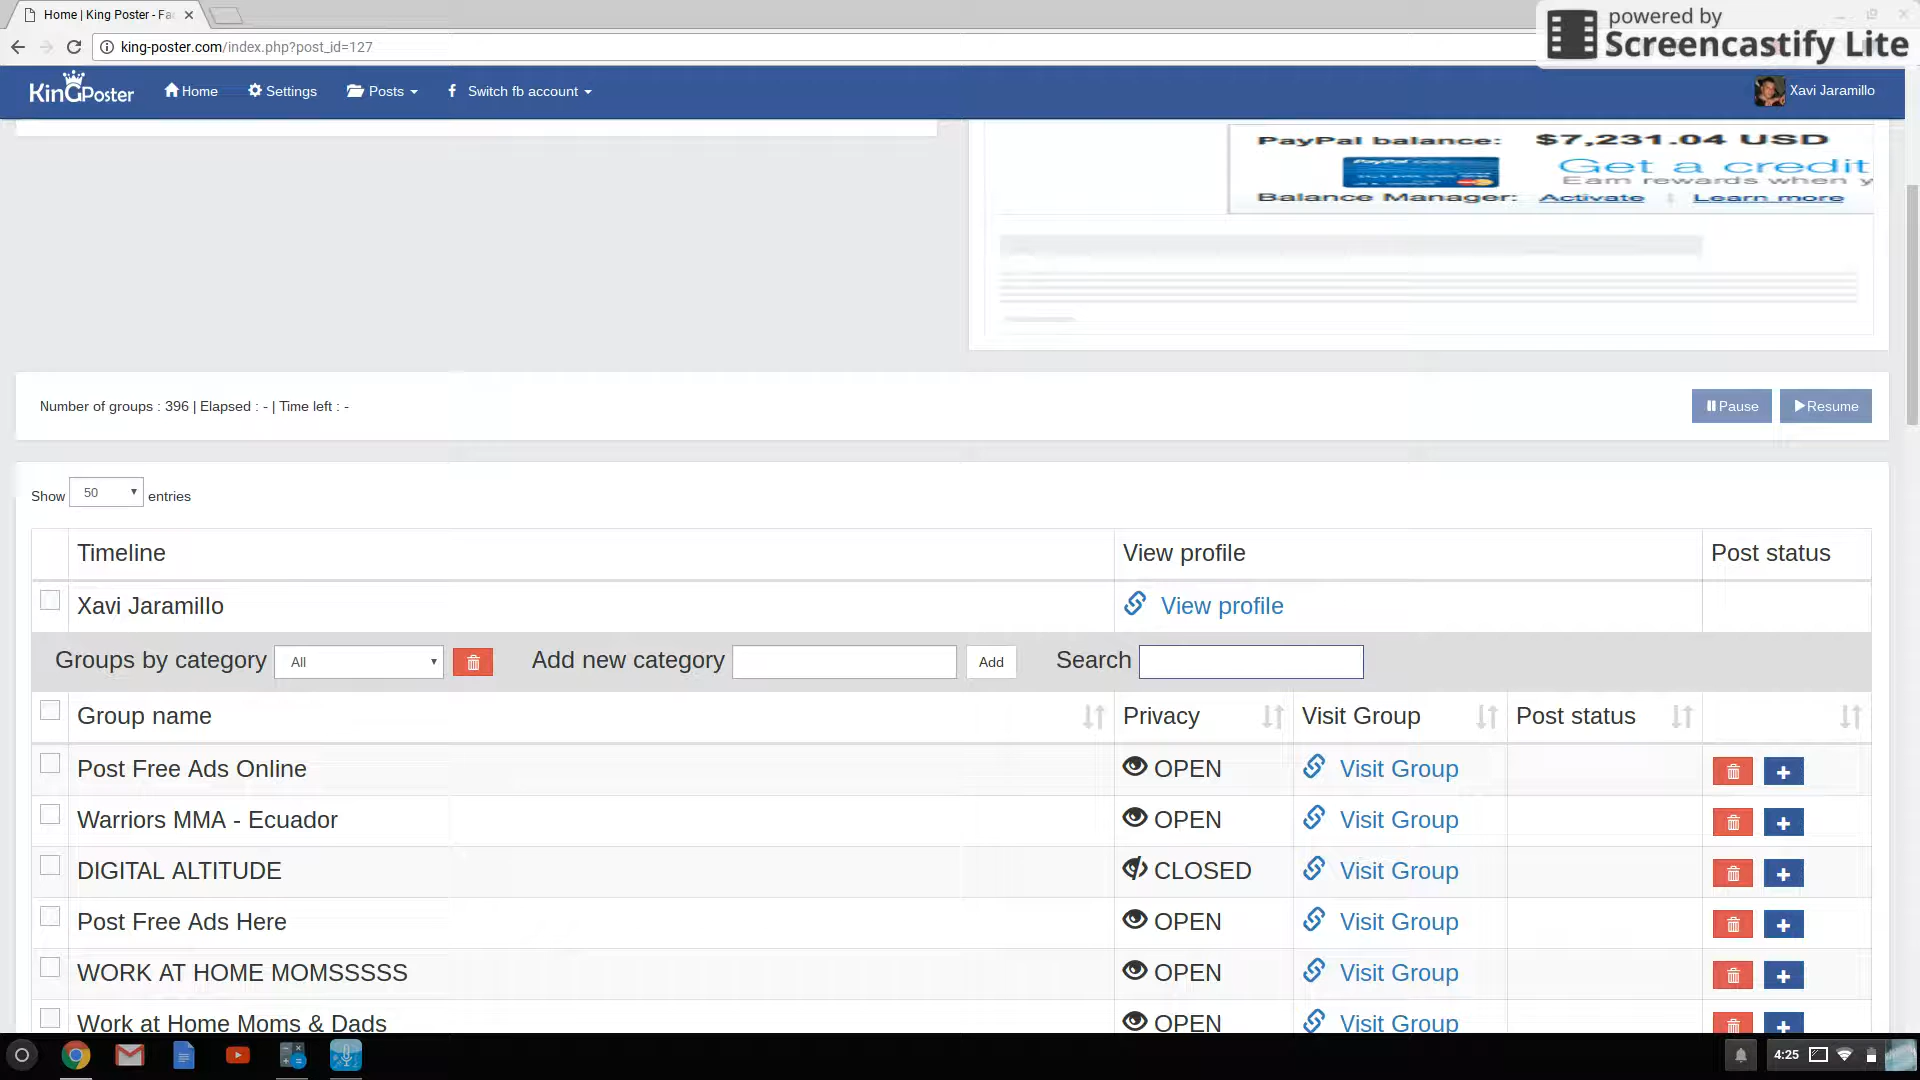 Home | King Poster - Fa
powered by
Screencastify Lite
king-poster.com/index.php?post_id=127
KinGPoster
Home
Settings
Posts
Switch fb account
Xavi Jaramillo
PayPal balance: $7,231.04 USD
Get a credit
Earn rewards when y
Balance Manager: Activate | Learn more
Number of groups : 396 | Elapsed : - | Time left : -
Pause
Resume
Show 50 entries
Timeline View profile Post status
Xavi Jaramillo View profile
Groups by category All Add new category Add Search
Group name Privacy Visit Group Post status
Post Free Ads Online OPEN Visit Group
Warriors MMA - Ecuador OPEN Visit Group
DIGITAL ALTITUDE CLOSED Visit Group
Post Free Ads Here OPEN Visit Group
WORK AT HOME MOMSSSSS OPEN Visit Group
Work at Home Moms & Dads OPEN Visit Group
4:25